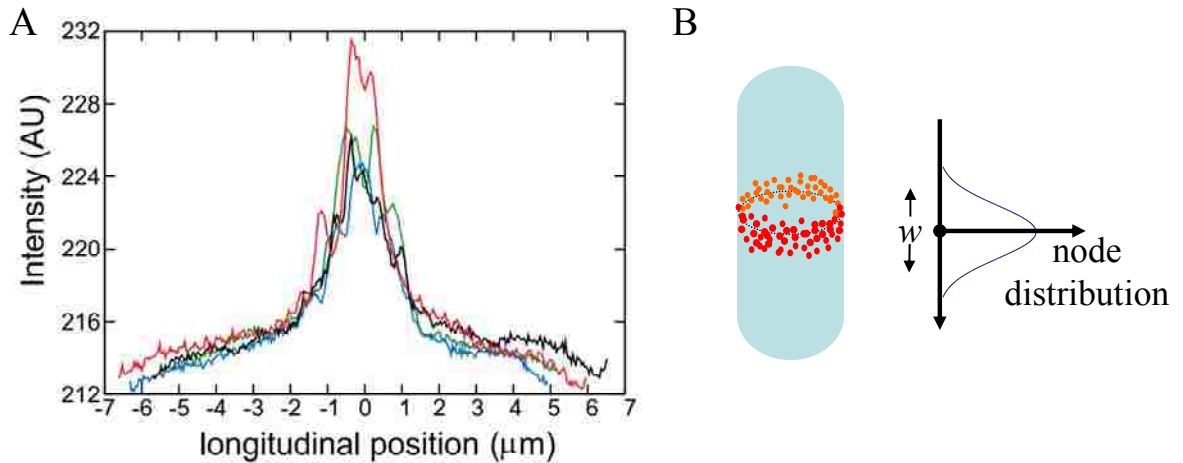 A
232
228
224
220
216
212
Intensity (AU)
-7 -6 -5 -4 -3 -2 -1 0 1 2 3 4 5 6 7
longitudinal position (μm)
B
w
node
distribution